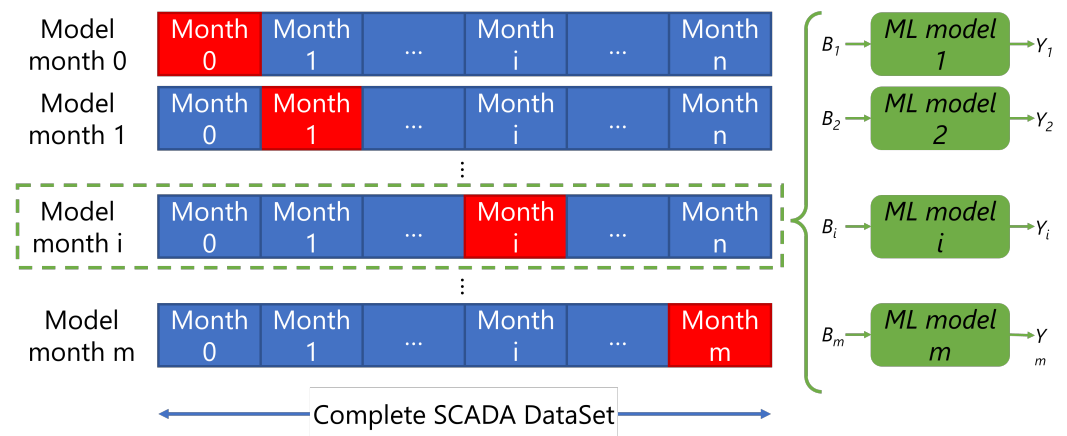 Model month 0
Month 0 Month 1 ... Month i ... Month n
B1 ML model 1 Y1
Model month 1
Month 0 Month 1 ... Month i ... Month n
B2 ML model 2 Y2
...
Model month i
Month 0 Month 1 ... Month i ... Month n
Bi ML model i Yi
...
Model month m
Month 0 Month 1 ... Month i ... Month m
Bm ML model m Ym
Complete SCADA DataSet